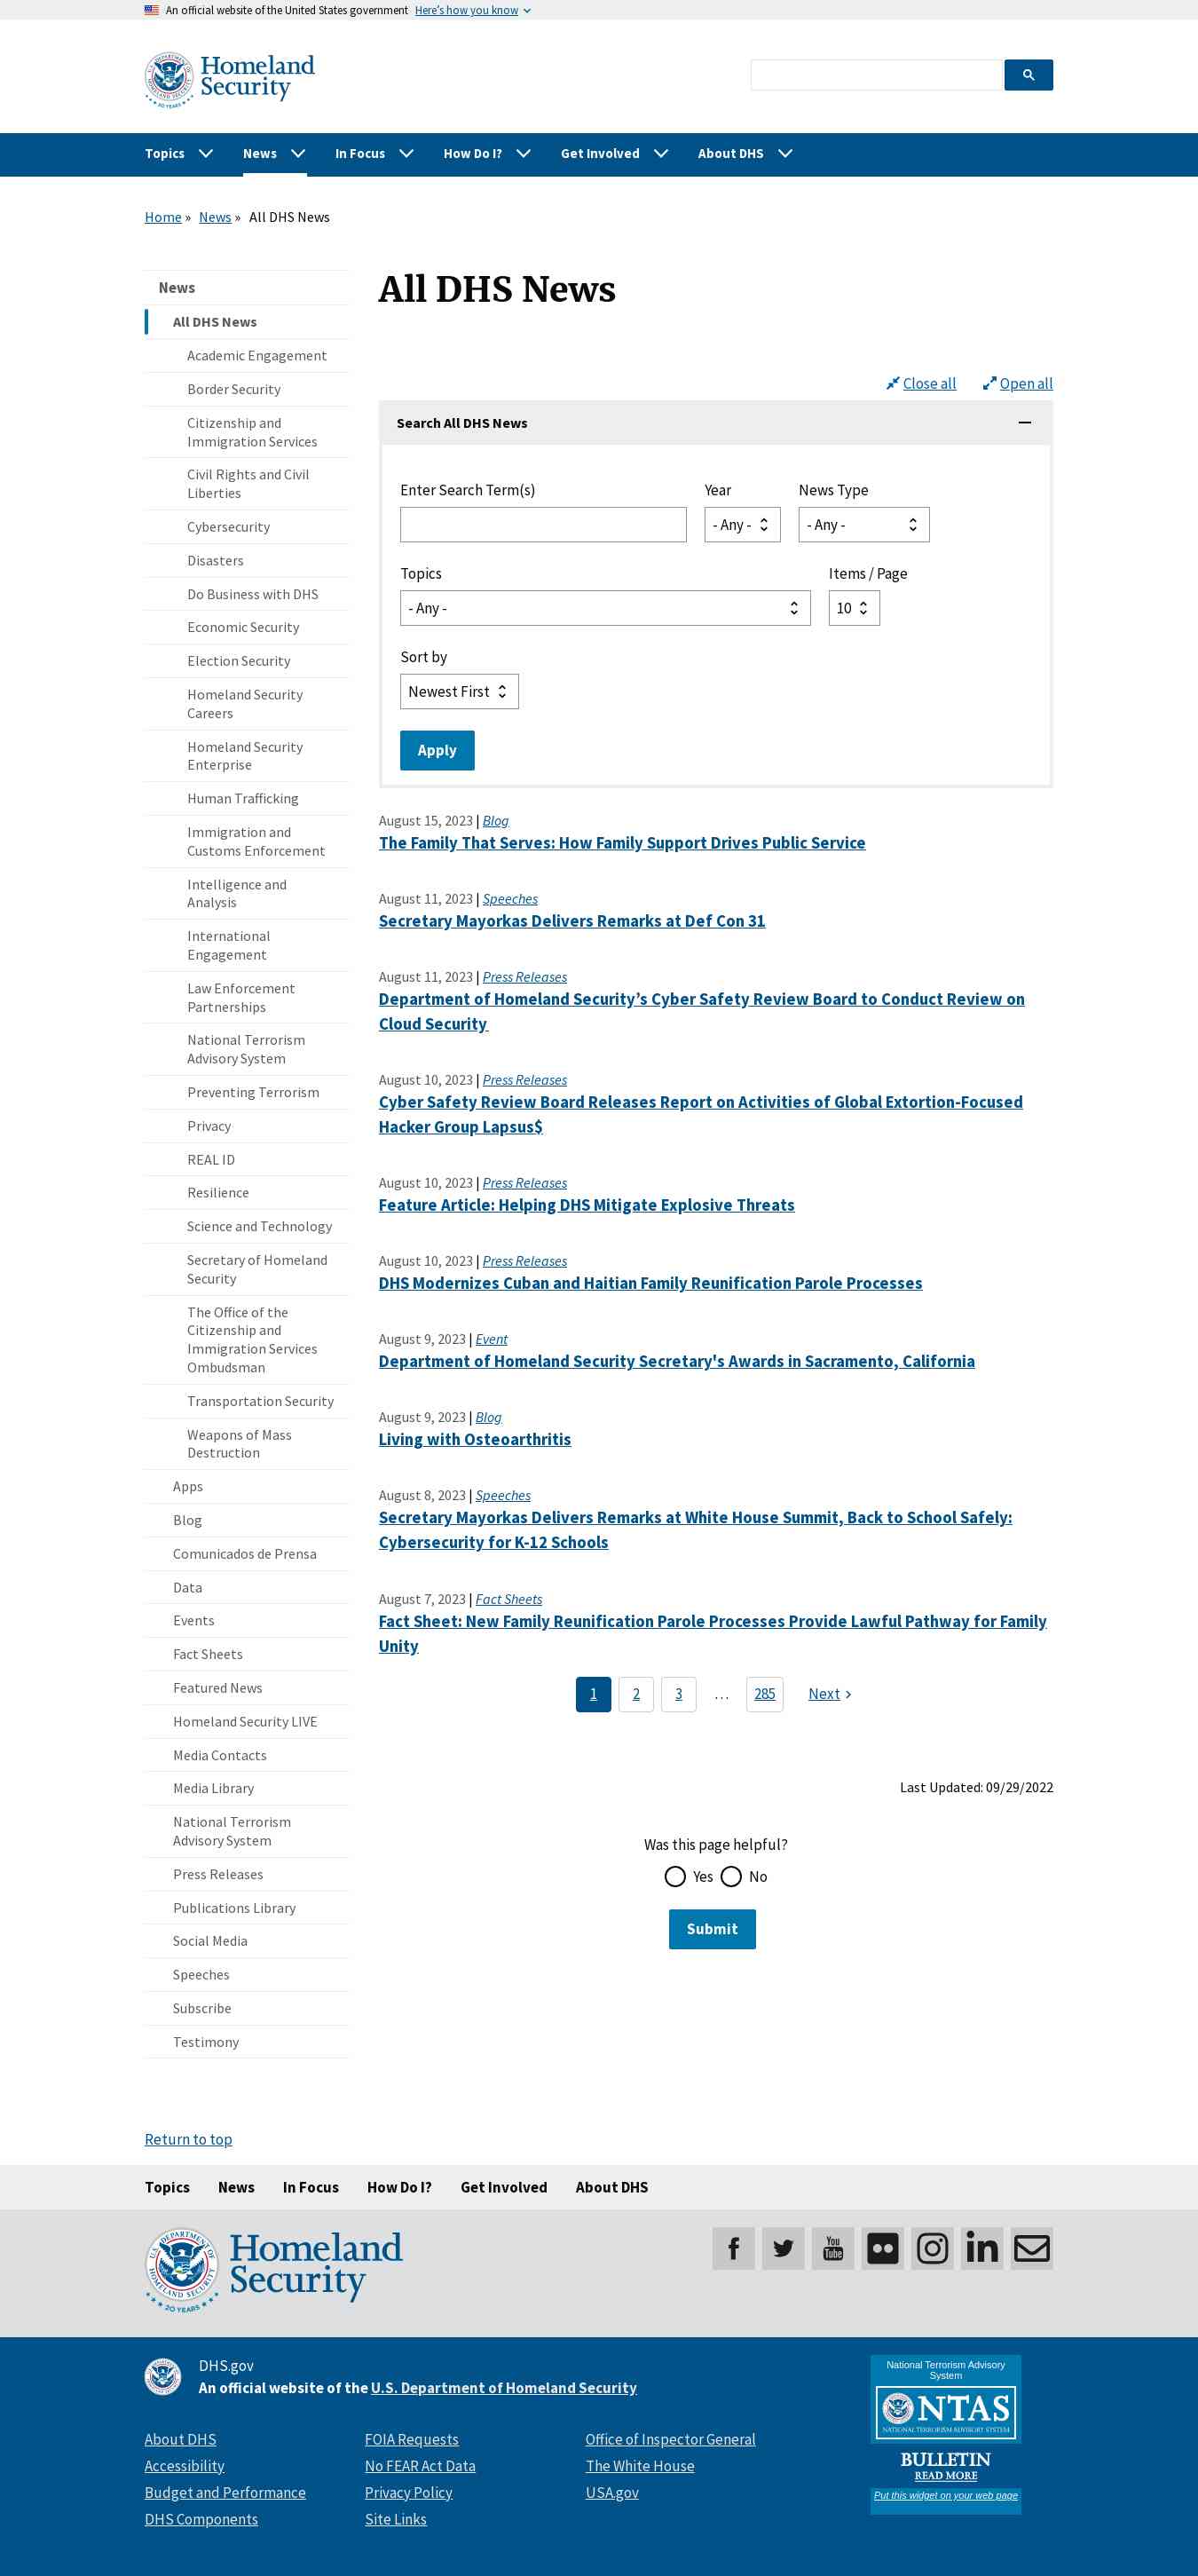 An official website of the United States government Here's how you know
Homeland
Security
20 YEARS
Topics News In Focus How Do I? Get Involved About DHS
Home » News » All DHS News
News
All DHS News
Academic Engagement
Border Security
Citizenship and
Immigration Services
Civil Rights and Civil
Liberties
Cybersecurity
Disasters
Do Business with DHS
Economic Security
Election Security
Homeland Security
Careers
Homeland Security
Enterprise
Human Trafficking
Immigration and
Customs Enforcement
Intelligence and
Analysis
International
Engagement
Law Enforcement
Partnerships
National Terrorism
Advisory System
Preventing Terrorism
Privacy
REAL ID
Resilience
Science and Technology
Secretary of Homeland
Security
The Office of the
Citizenship and
Immigration Services
Ombudsman
Transportation Security
Weapons of Mass
Destruction
Apps
Blog
Comunicados de Prensa
Data
Events
Fact Sheets
Featured News
Homeland Security LIVE
Media Contacts
Media Library
National Terrorism
Advisory System
Press Releases
Publications Library
Social Media
Speeches
Subscribe
Testimony
All DHS News
Close all Open all
Search All DHS News
Enter Search Term(s) Year News Type
- Any - - Any -
Topics Items / Page
- Any - 10
Sort by
Newest First
Apply
August 15, 2023 | Blog
The Family That Serves: How Family Support Drives Public Service
August 11, 2023 | Speeches
Secretary Mayorkas Delivers Remarks at Def Con 31
August 11, 2023 | Press Releases
Department of Homeland Security’s Cyber Safety Review Board to Conduct Review on
Cloud Security
August 10, 2023 | Press Releases
Cyber Safety Review Board Releases Report on Activities of Global Extortion-Focused
Hacker Group Lapsus$
August 10, 2023 | Press Releases
Feature Article: Helping DHS Mitigate Explosive Threats
August 10, 2023 | Press Releases
DHS Modernizes Cuban and Haitian Family Reunification Parole Processes
August 9, 2023 | Event
Department of Homeland Security Secretary's Awards in Sacramento, California
August 9, 2023 | Blog
Living with Osteoarthritis
August 8, 2023 | Speeches
Secretary Mayorkas Delivers Remarks at White House Summit, Back to School Safely:
Cybersecurity for K-12 Schools
August 7, 2023 | Fact Sheets
Fact Sheet: New Family Reunification Parole Processes Provide Lawful Pathway for Family
Unity
1 2 3 … 285 Next
Last Updated: 09/29/2022
Was this page helpful?
Yes No
Submit
Return to top
Topics News In Focus How Do I? Get Involved About DHS
Homeland
Security
20 YEARS
You
Tube
in
DHS.gov
An official website of the U.S. Department of Homeland Security
About DHS
Accessibility
Budget and Performance
DHS Components
FOIA Requests
No FEAR Act Data
Privacy Policy
Site Links
Office of Inspector General
The White House
USA.gov
National Terrorism Advisory
System
NTAS
NATIONAL TERRORISM ADVISORY SYSTEM
BULLETIN
READ MORE
Put this widget on your web page